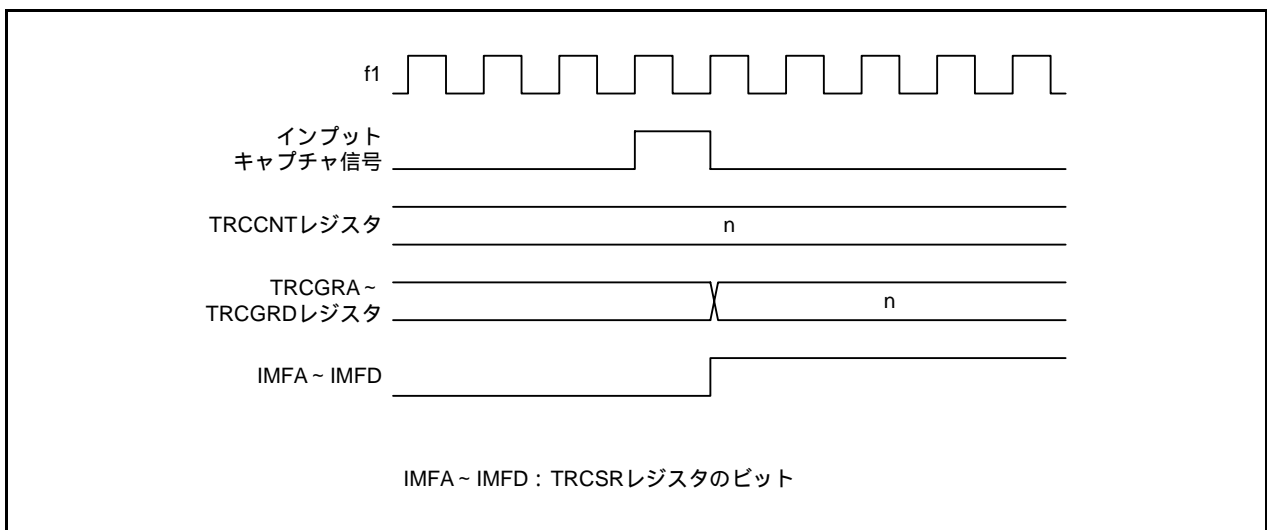 f1
インプット
キャプチャ信号
TRCCNTレジスタ
n
TRCGRA~
TRCGRDレジスタ
n
IMFA~IMFD
IMFA~IMFD:TRCSRレジスタのビット